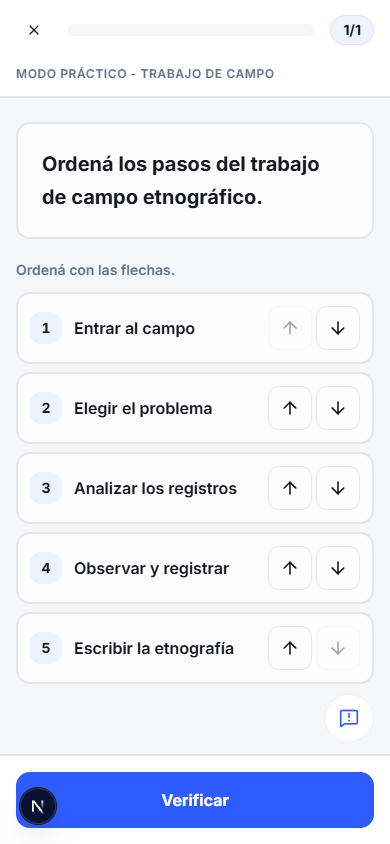 1/1
MODO PRÁCTICO - TRABAJO DE CAMPO
Ordená los pasos del trabajo
de campo etnográfico.
Ordená con las flechas.
1 Entrar al campo
2 Elegir el problema
3 Analizar los registros
4 Observar y registrar
5 Escribir la etnografía
Verificar
N